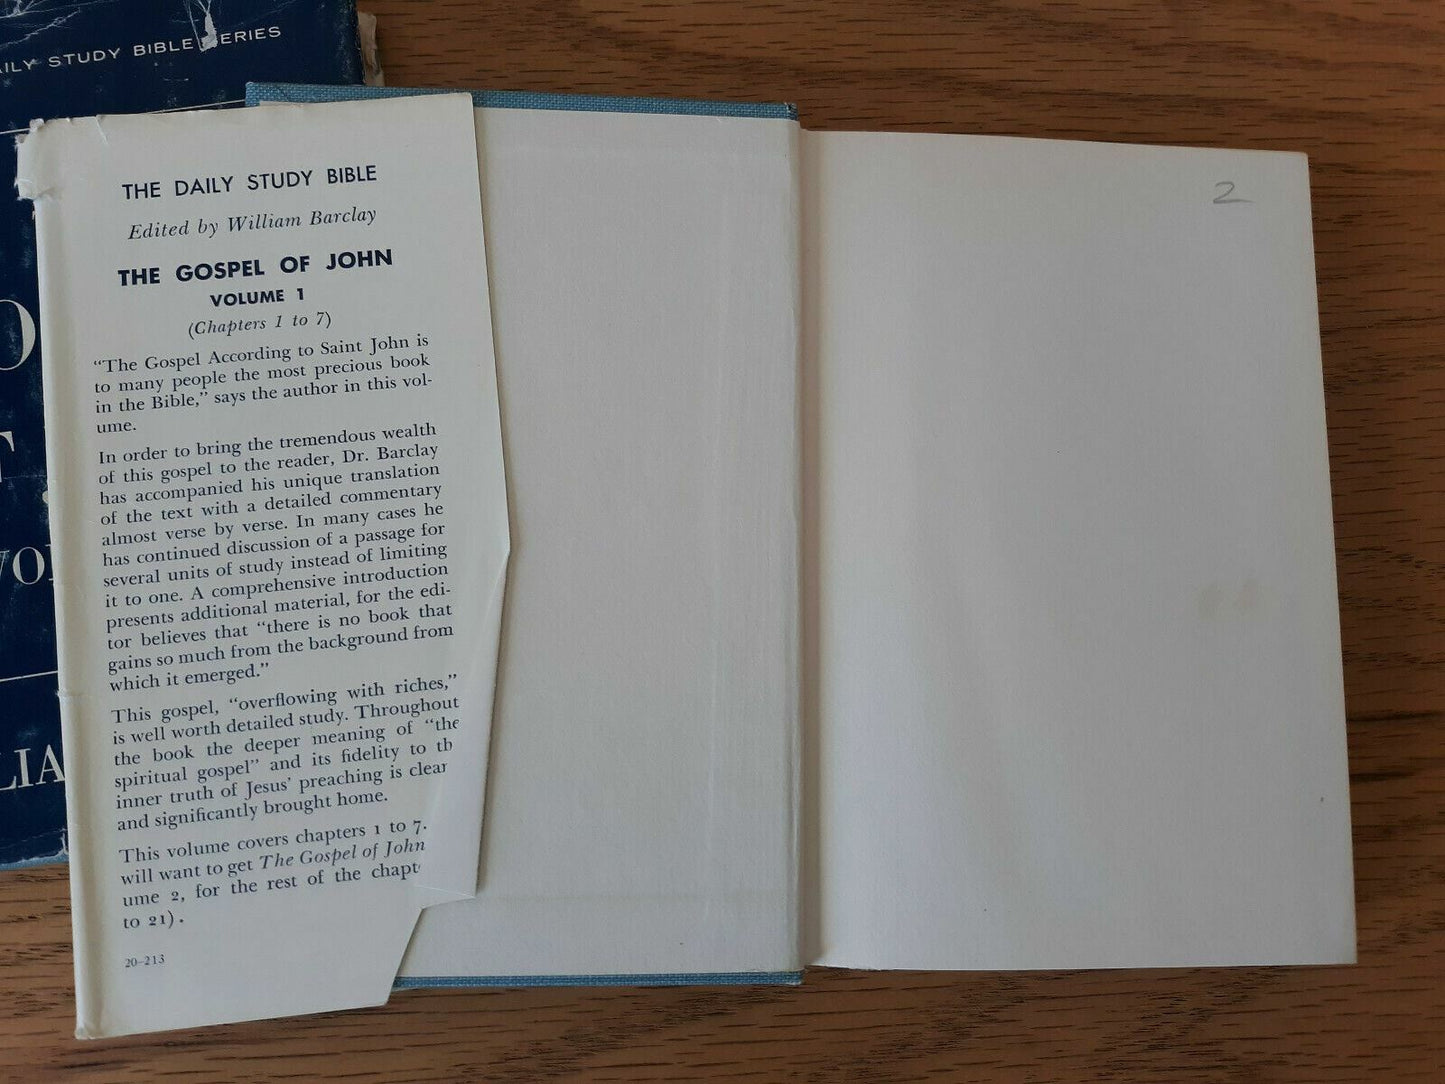 DAILY STUDY BIBLE SERIES
THE DAILY STUDY BIBLE
Edited by William Barclay
THE GOSPEL OF JOHN
VOLUME 1
(Chapters 1 to 7)
"The Gospel According to Saint John is
to many people the most precious book
in the Bible," says the author in this vol-
ume.
In order to bring the tremendous wealth
of this gospel to the reader, Dr. Barclay
has accompanied his unique translation
of the text with a detailed commentary
almost verse by verse. In many cases he
has continued discussion of a passage for
several units of study instead of limiting
it to one. A comprehensive introduction
presents additional material, for the edi-
tor believes that "there is no book that
gains so much from the background from
which it emerged."
This gospel, "overflowing with riches,"
is well worth detailed study. Throughout
the book the deeper meaning of "the
spiritual gospel" and its fidelity to th
inner truth of Jesus' preaching is clear
and significantly brought home.
This volume covers chapters 1 to 7.
will want to get The Gospel of John
ume 2, for the rest of the chapt
to 21).
20-213
2